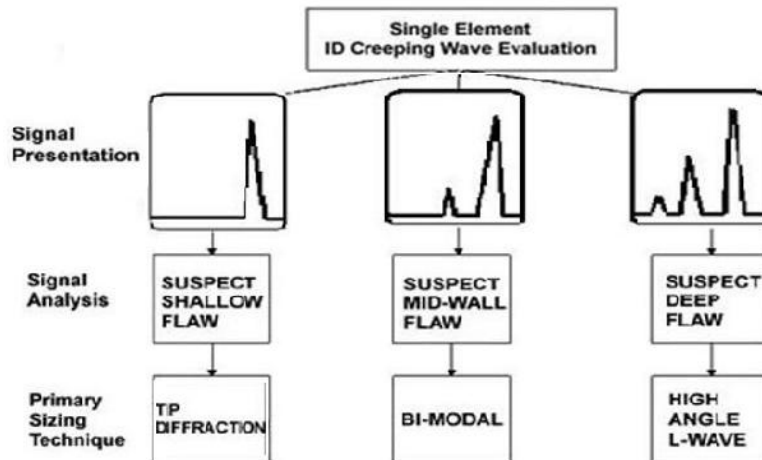 Single Element
ID Creeping Wave Evaluation
Signal
Presentation
Signal
Analysis
SUSPECT
SHALLOW
FLAW
SUSPECT
MID-WALL
FLAW
SUSPECT
DEEP
FLAW
Primary
Sizing
Technique
TIP
DIFFRACTION
BI-MODAL
HIGH
ANGLE
L-WAVE